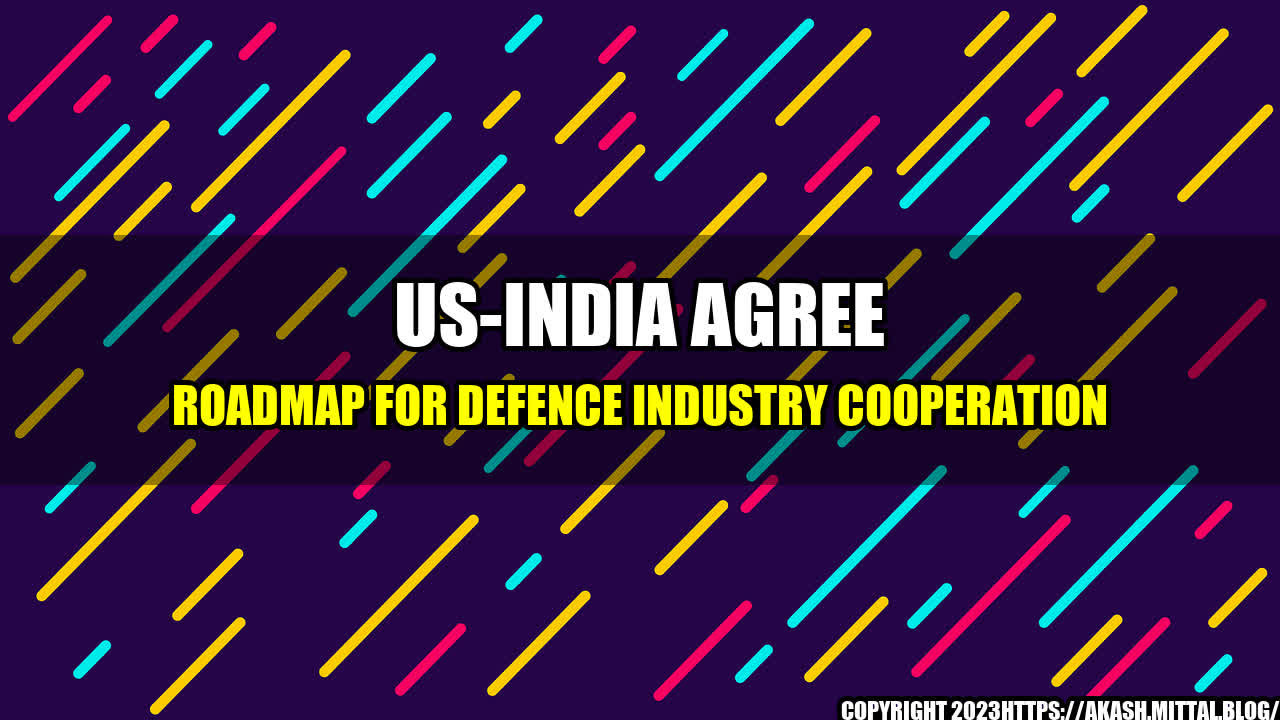 US-INDIA AGREE
ROADMAP FOR DEFENCE INDUSTRY COOPERATION
COPYRIGHT 2023HTTPS://AKASH.MITTAL.BLOG/